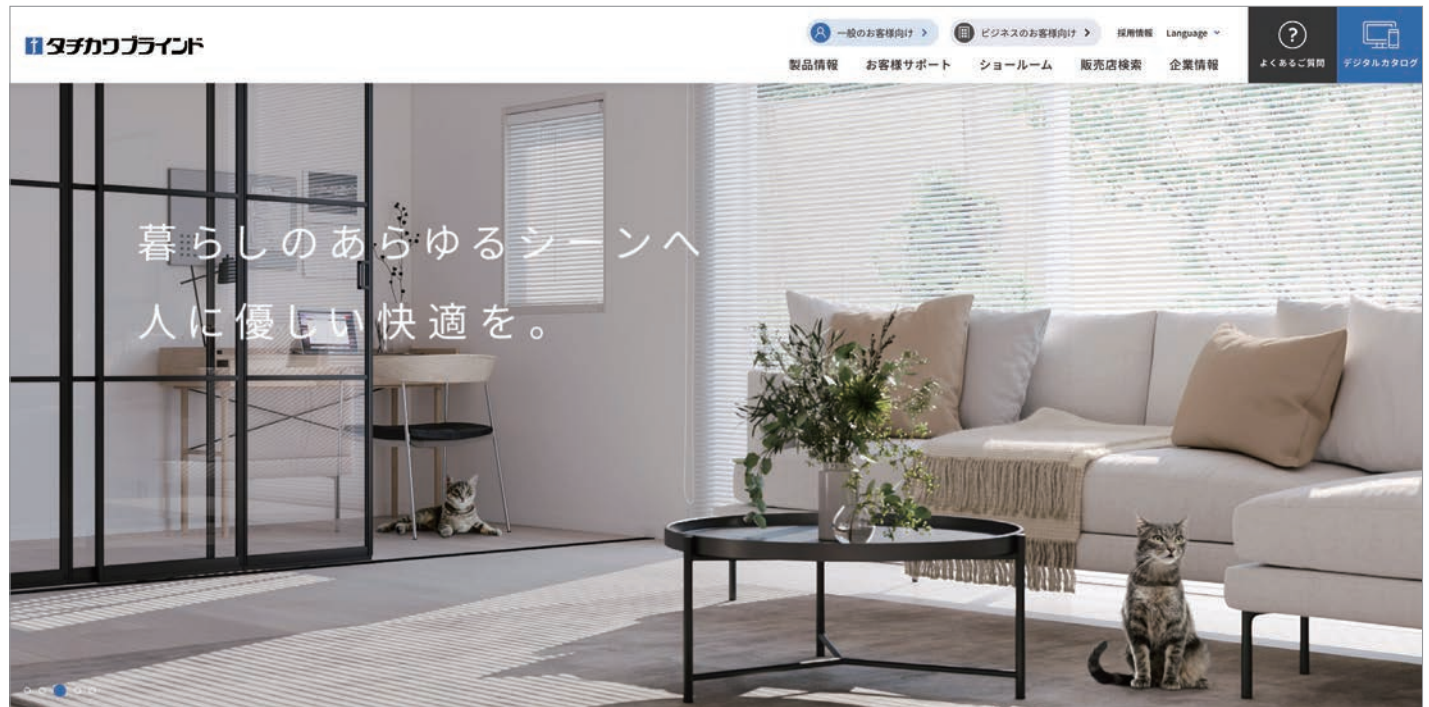 タチカワブラインド
一般のお客様向け
ビジネスのお客様向け
採用情報
Language
よくあるご質問
デジタルカタログ
製品情報
お客様サポート
ショールーム
販売店検索
企業情報
暮らしのあらゆるシーンへ
人に優しい快適を。